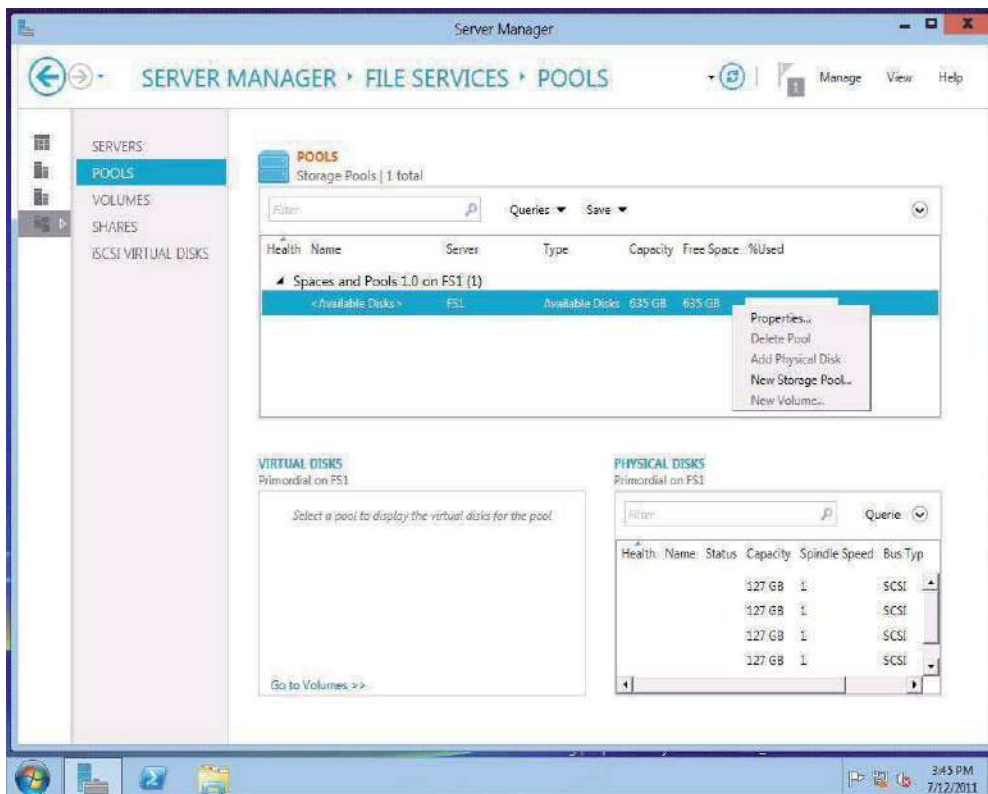 Server Manager
SERVER MANAGER ‣ FILE SERVICES ‣ POOLS
1
Manage View Help
SERVERS
POOLS
VOLUMES
SHARES
iSCSI VIRTUAL DISKS
POOLS
Storage Pools | 1 total
Filter
Queries Save
Health Name Server Type Capacity Free Space %Used
Spaces and Pools 1.0 on FS1 (1)
<Available Disks> FS1 Available Disks 635 GB 635 GB
Properties...
Delete Pool
Add Physical Disk
New Storage Pool...
New Volume...
VIRTUAL DISKS
Primordial on FS1
Select a pool to display the virtual disks for the pool
Go to Volumes >>
PHYSICAL DISKS
Primordial on FS1
Filter
Querie
Health Name Status Capacity Spindle Speed Bus Typ
127 GB 1 SCSI
127 GB 1 SCSI
127 GB 1 SCSI
127 GB 1 SCSI
3:45 PM
7/12/2011